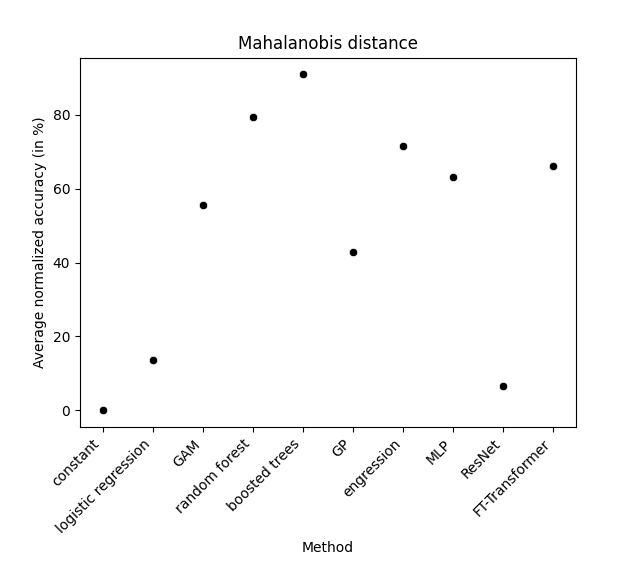 Mahalanobis distance
Average normalized accuracy (in %)
80
60
40
20
0
constant
logistic regression
GAM
random forest
boosted trees
GP
engression
MLP
ResNet
FT-Transformer
Method